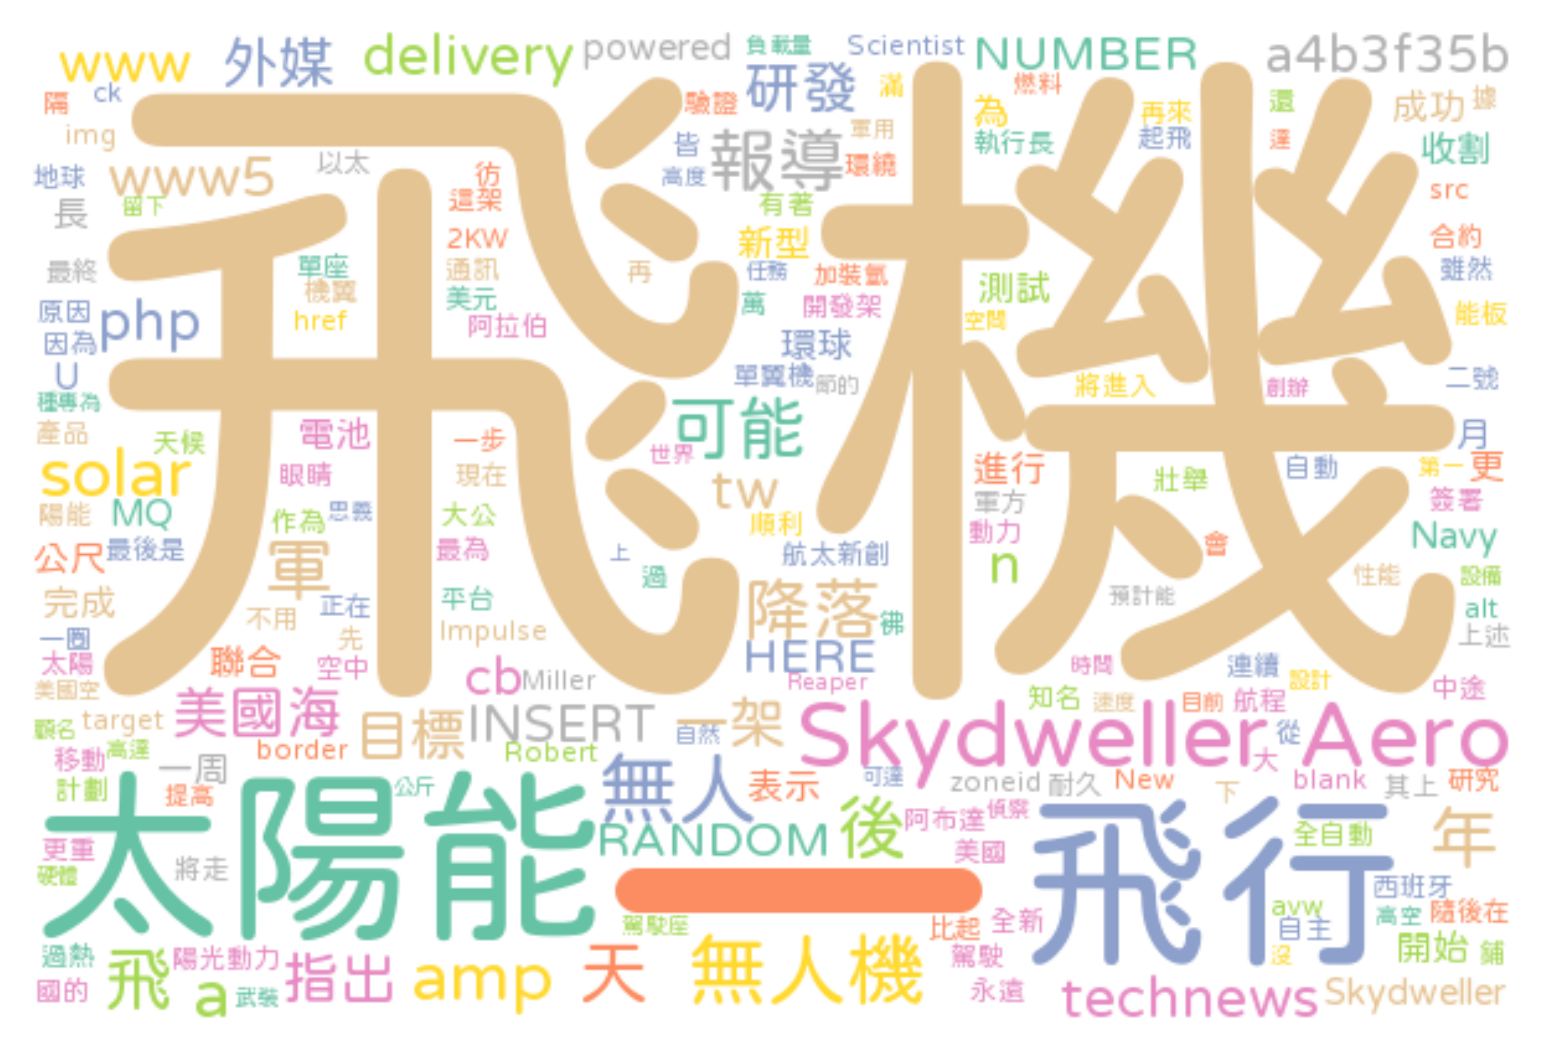 www 外媒 delivery powered 負載量 Scientist NUMBER a4b3f35b
隔 ck 驗證 研發 滿 燃料 為 再來 還 成功 據
img 皆 報導 軍用 執行長 起飛 達 收割
地球 www5 以太 彷 高度 環繞 src
長 留下 這架 有著
飛機
2KW 新型 合約
最終 單座 通訊 再 任務 加裝氫 測試 雖然
機翼 美元 萬 開發架
原因 php href 阿拉伯 空間 能板
因為 環球
U 單翼機 節的 將進入 創辦 二號
種專為 可能
產品 天候 電池 一步 世界 月
solar 眼睛 現在 tw 進行 壯舉 自動 第一 更
陽能 MQ 作為 思義 大公 順利 軍方 簽署
公尺 最後是 軍 最為 上 航太新創 動力 會 Navy
過 n 性能 設備
完成 不用 正在 平台 降落 佛 預計能 alt
一圈 先 Impulse 上述
太陽 聯合 空中 cb Miller HERE 時間 連續 設計
美國空 Reaper 知名 速度 目前 航程 中途
顧名 target 美國海 目標 INSERT 一架 Skydweller Aero
移動 高達 border Robert 自然 從
計劃 一周 無人 表示 可達 大
提高 公斤 zoneid 耐久 New 下 blank 其上 研究
太陽能 RANDOM 後 阿布達 偵察 飛行 全自動 年
更重 美國
硬體 將走 一 西班牙
駕駛座 比起 全新 avw 自主 高空 隨後在
過熱 飛 陽光動力 指出 amp 天 無人機 駕駛 沒 開始 鋪
國的 a 武裝 永遠 technews Skydweller